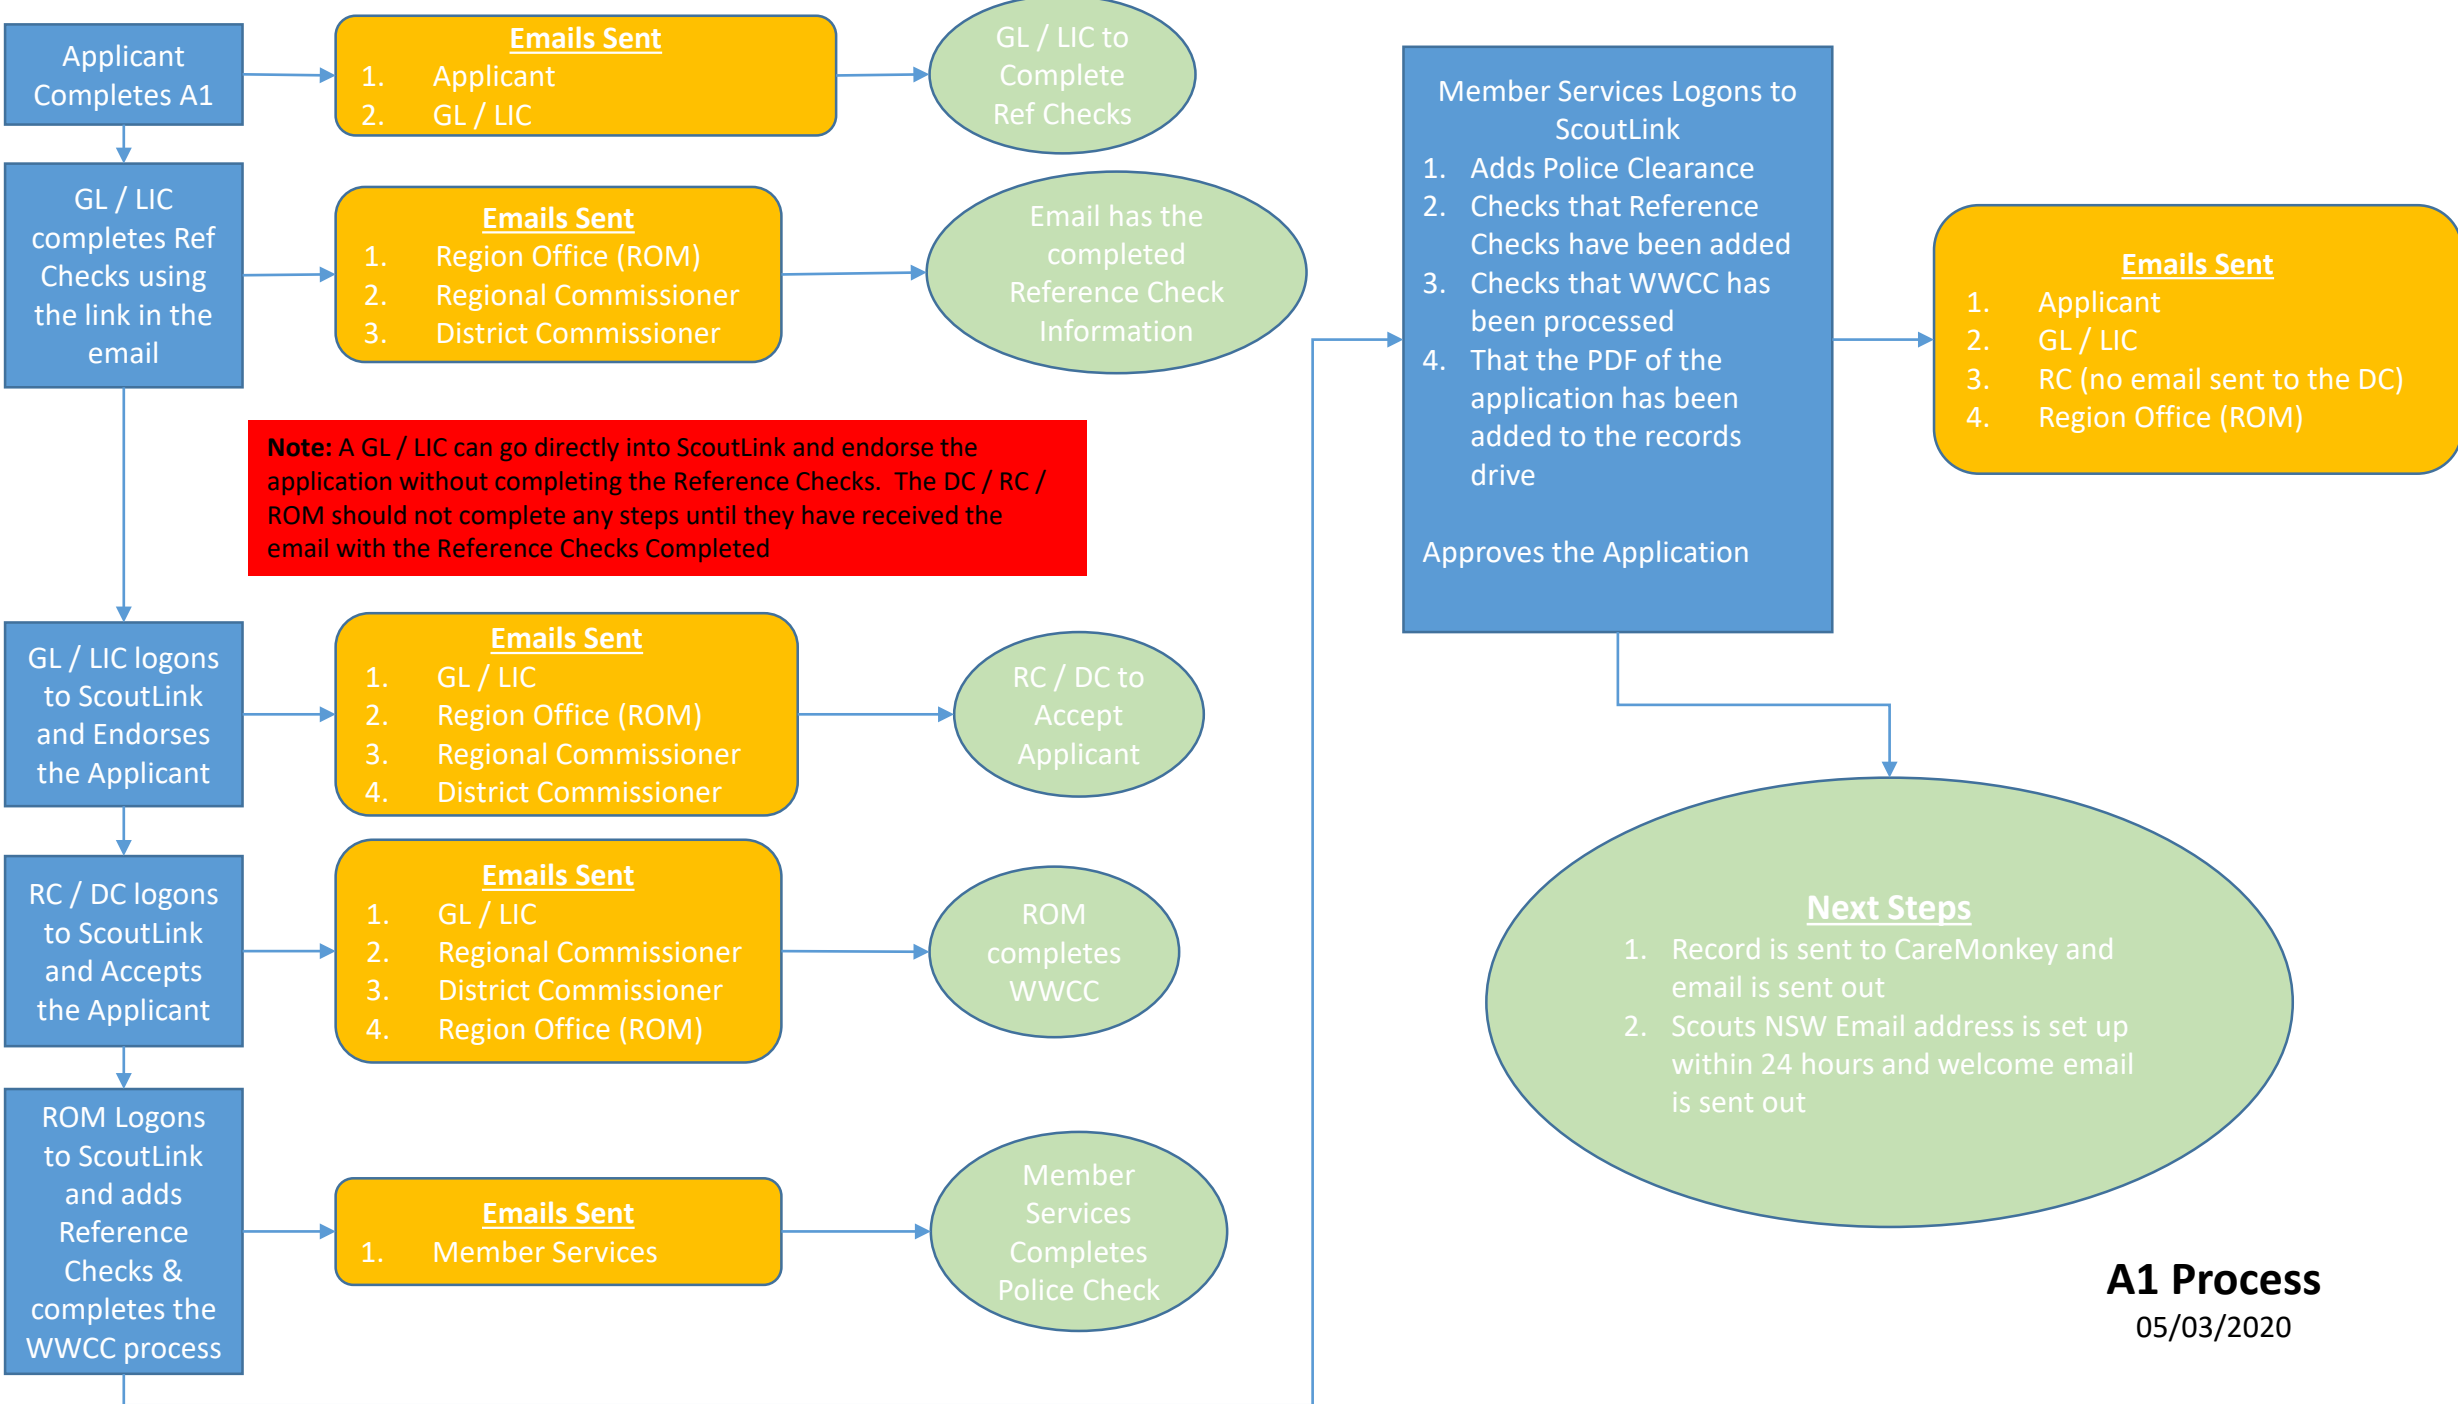 Applicant
Completes A1
Emails Sent
1. Applicant
2. GL / LIC
GL / LIC to
Complete
Ref Checks
GL / LIC
completes Ref
Checks using
the link in the
email
Emails Sent
1. Region Office (ROM)
2. Regional Commissioner
3. District Commissioner
Email has the
completed
Reference Check
Information
Note: A GL / LIC can go directly into ScoutLink and endorse the
application without completing the Reference Checks. The DC / RC /
ROM should not complete any steps until they have received the
email with the Reference Checks Completed
GL / LIC logons
to ScoutLink
and Endorses
the Applicant
Emails Sent
1. GL / LIC
2. Region Office (ROM)
3. Regional Commissioner
4. District Commissioner
RC / DC to
Accept
Applicant
RC / DC logons
to ScoutLink
and Accepts
the Applicant
Emails Sent
1. GL / LIC
2. Regional Commissioner
3. District Commissioner
4. Region Office (ROM)
ROM
completes
WWCC
ROM Logons
to ScoutLink
and adds
Reference
Checks &
completes the
WWCC process
Emails Sent
1. Member Services
Member
Services
Completes
Police Check
Member Services Logons to
ScoutLink
1. Adds Police Clearance
2. Checks that Reference
Checks have been added
3. Checks that WWCC has
been processed
4. That the PDF of the
application has been
added to the records
drive
Approves the Application
Emails Sent
1. Applicant
2. GL / LIC
3. RC (no email sent to the DC)
4. Region Office (ROM)
Next Steps
1. Record is sent to CareMonkey and
email is sent out
2. Scouts NSW Email address is set up
within 24 hours and welcome email
is sent out
A1 Process
05/03/2020